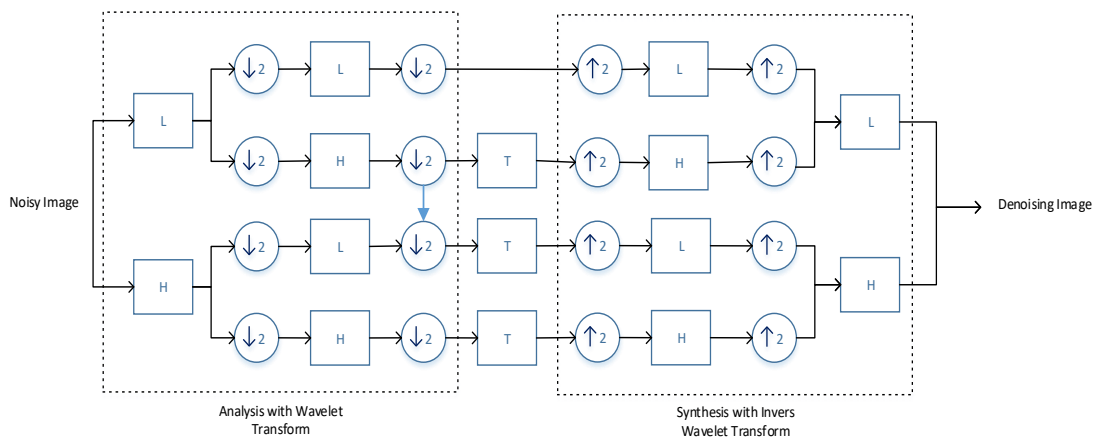 ↓2 L ↓2 ↑2 L ↑2
L L
↓2 H ↓2 T ↑2 H ↑2
Noisy Image Denoising Image
↓2 L ↓2 T ↑2 L ↑2
H H
↓2 H ↓2 T ↑2 H ↑2
Analysis with Wavelet
Transform
Synthesis with Invers
Wavelet Transform